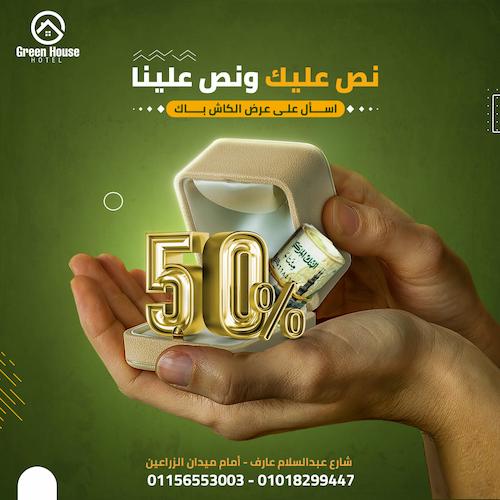 Green House
HOTEL
نص عليك ونص علينا
اسأل على عرض الكاش بـــاك
50%
شارع عبدالسلام عارف - أمام ميدان الزراعين
01156553003 - 01018299447